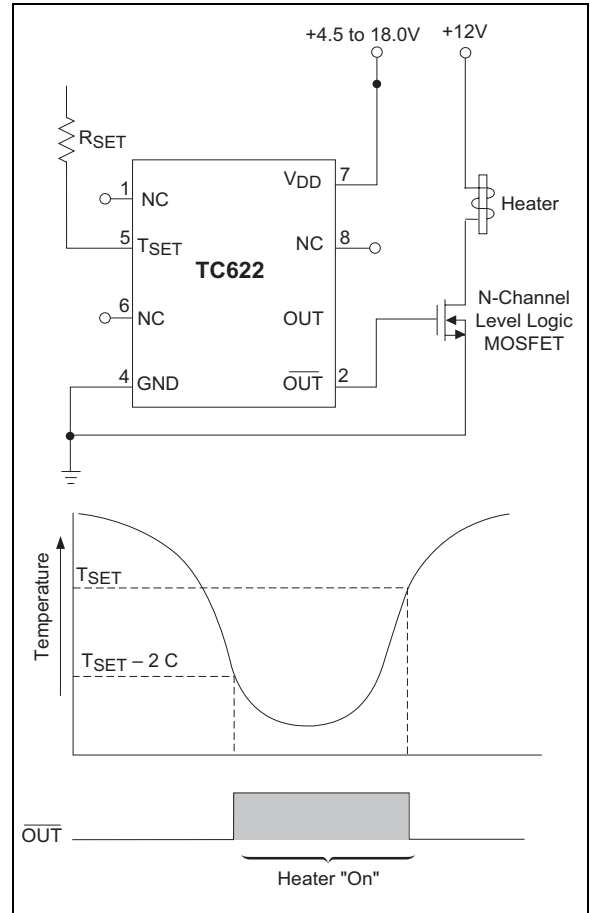 +4.5 to 18.0V
+12V
RSET
1
NC
VDD
7
5
TSET
NC
8
TC622
Heater
6
NC
OUT
N-Channel
Level Logic
MOSFET
4
GND
OUT
2
Temperature
TSET
TSET – 2 C
OUT
Heater "On"